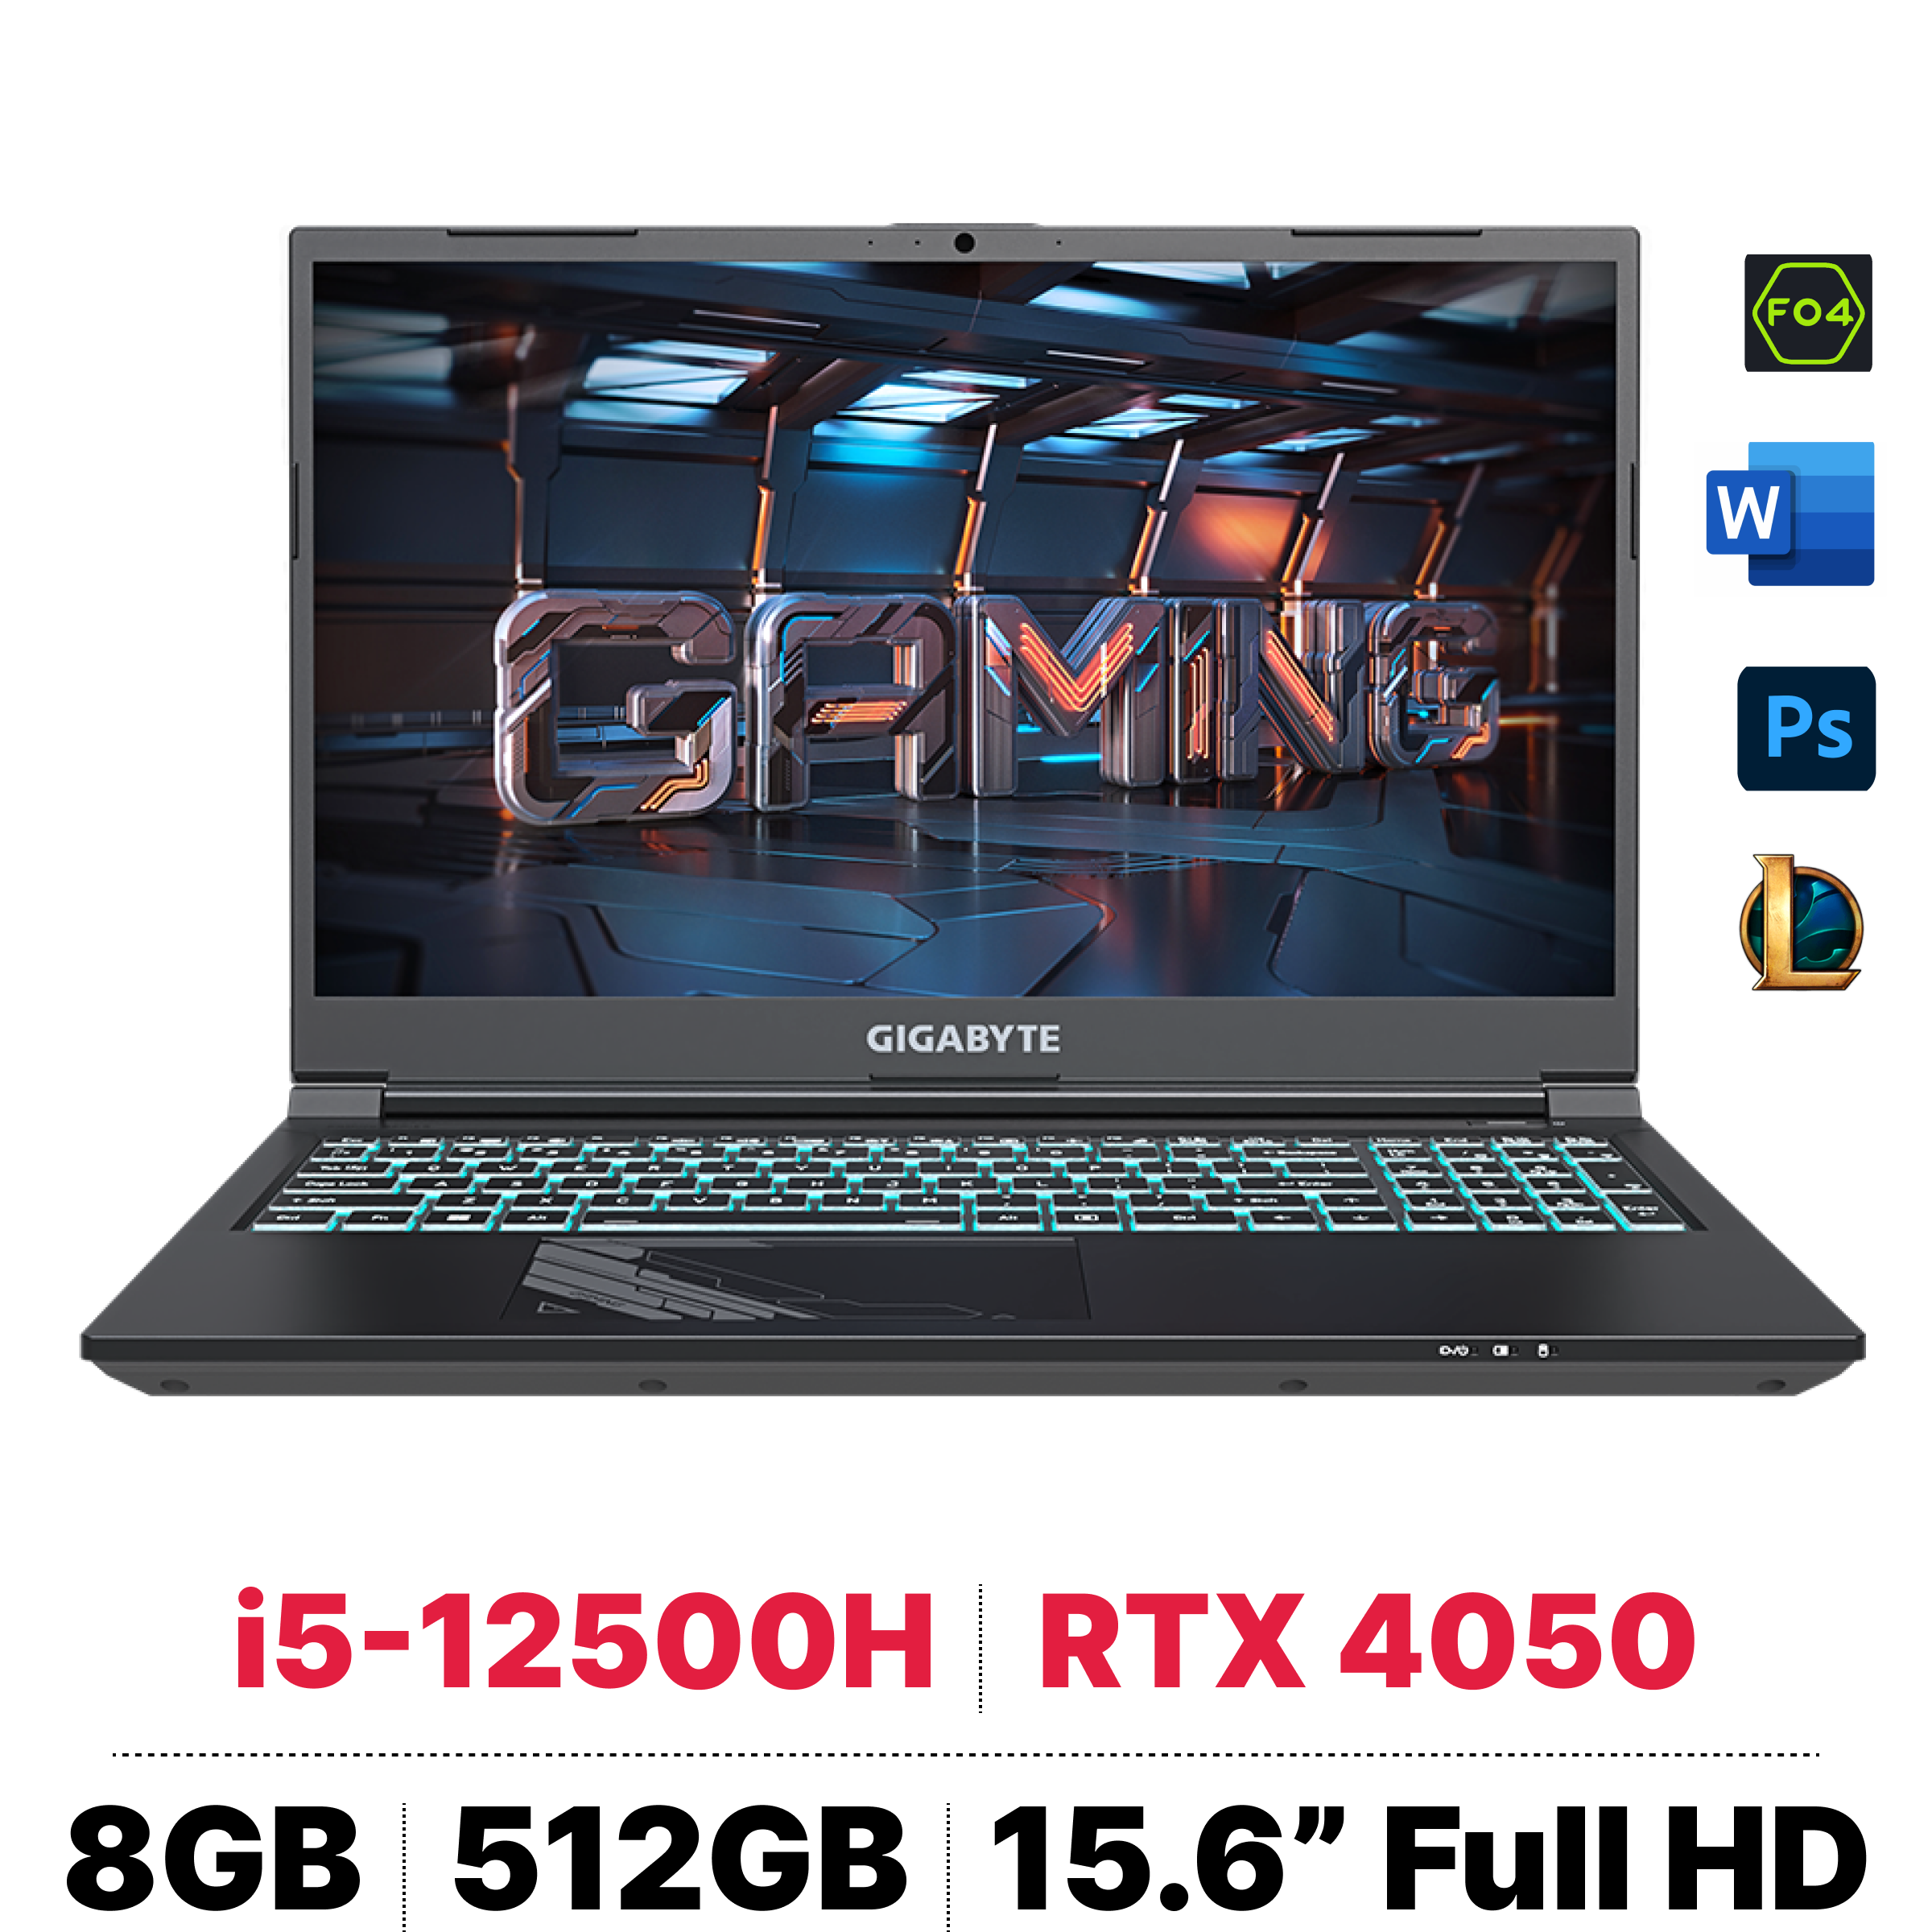 FO4
W
GAMING
Ps
L
GIGABYTE
i5-12500H
RTX 4050
8GB
512GB
15.6” Full HD